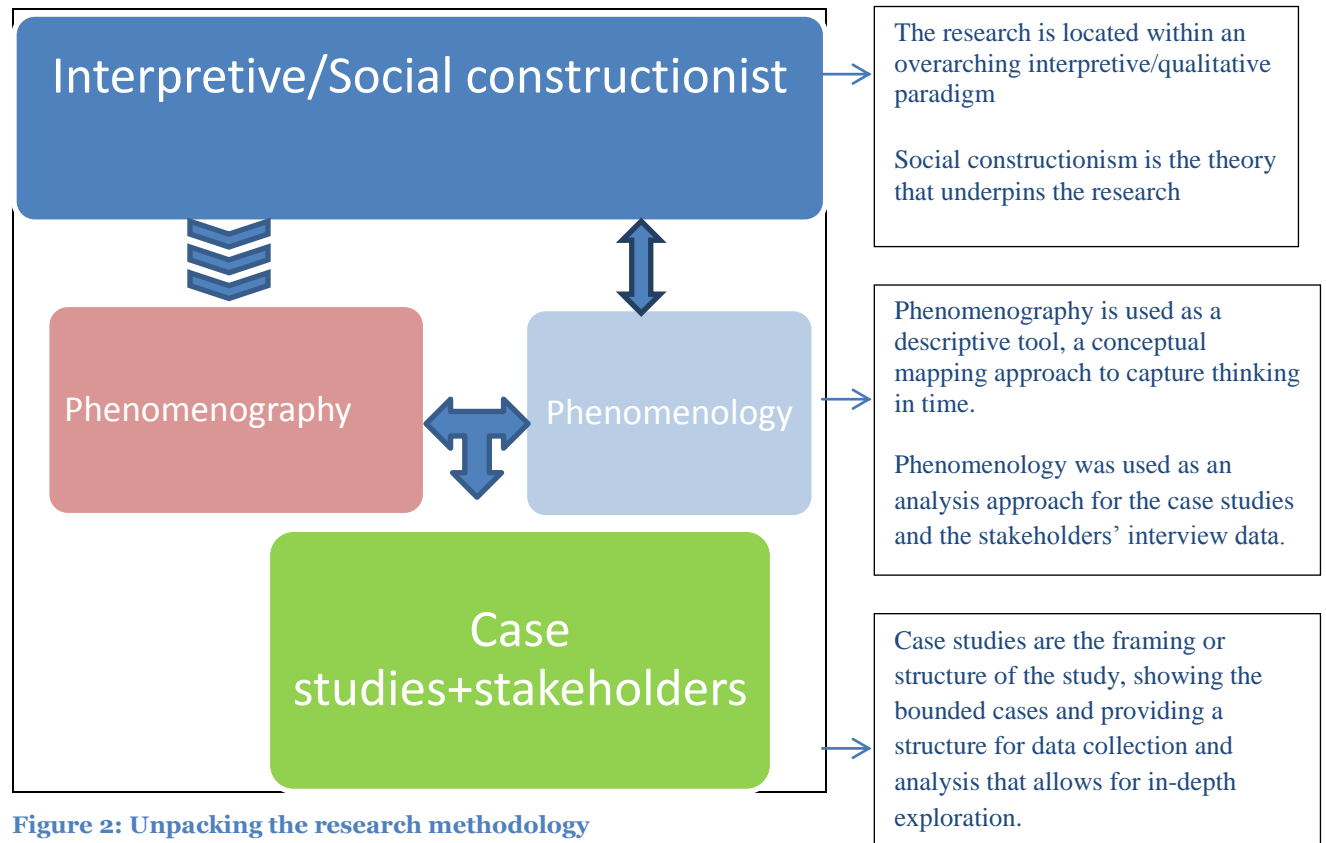 Interpretive/Social constructionist
The research is located within an
overarching interpretive/qualitative
paradigm
Social constructionism is the theory
that underpins the research
Phenomenography
Phenomenology
Phenomenography is used as a
descriptive tool, a conceptual
mapping approach to capture thinking
in time.
Phenomenology was used as an
analysis approach for the case studies
and the stakeholders’ interview data.
Case
studies+stakeholders
Case studies are the framing or
structure of the study, showing the
bounded cases and providing a
structure for data collection and
analysis that allows for in-depth
exploration.
Figure 2: Unpacking the research methodology